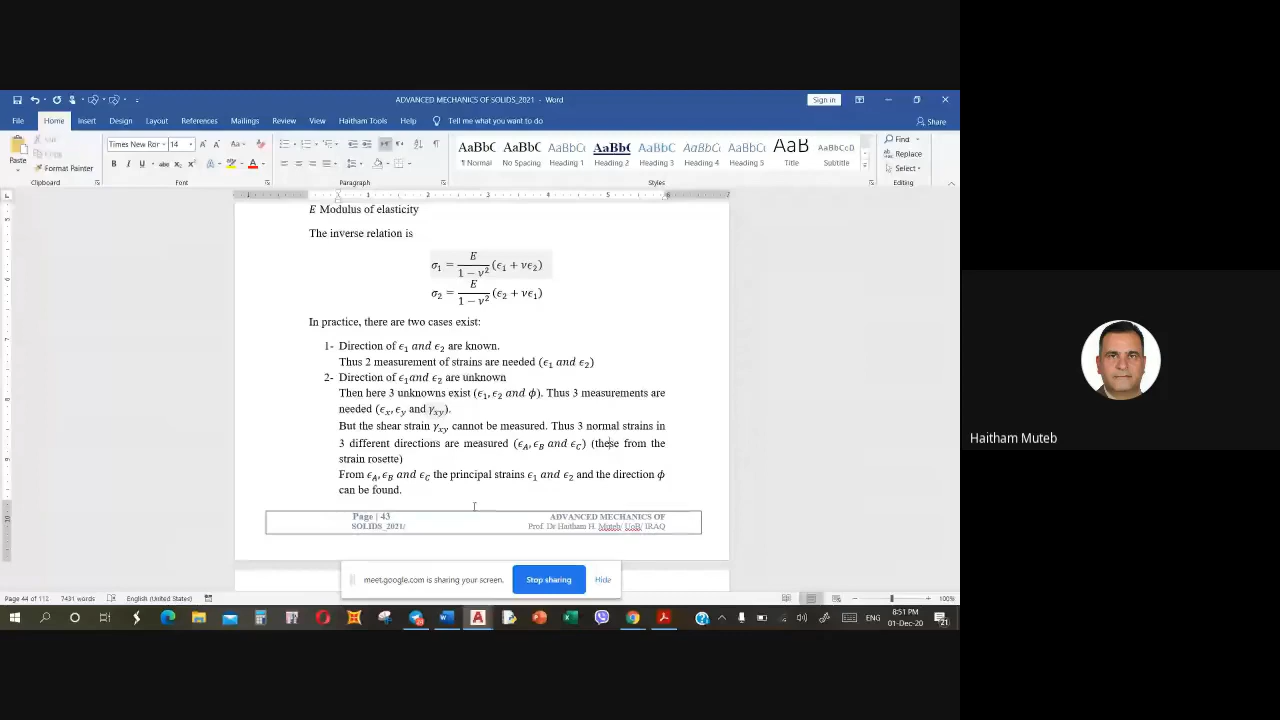 ADVANCED MECHANICS OF SOLIDS_2021 - Word
Sign in
File Home Insert Design Layout References Mailings Review View Haitham Tools Help Tell me what you want to do
Share
Paste
Cut
Copy
Format Painter
Clipboard
Times New Ror 14
Font
Paragraph
AaBbC AaBbC AaBbC AaBbC AaBbC AaBbC AaBbC AaB AaBbCcD
¶ Normal No Spacing Heading 1 Heading 2 Heading 3 Heading 4 Heading 5 Title Subtitle
Styles
Find
Replace
Select
Editing
E Modulus of elasticity
The inverse relation is
σ₁ = E / (1 − ν²) (ϵ₁ + νϵ₂)
σ₂ = E / (1 − ν²) (ϵ₂ + νϵ₁)
In practice, there are two cases exist:
1- Direction of ϵ₁ and ϵ₂ are known.
Thus 2 measurement of strains are needed (ϵ₁ and ϵ₂)
2- Direction of ϵ₁and ϵ₂ are unknown
Then here 3 unknowns exist (ϵ₁, ϵ₂ and ϕ). Thus 3 measurements are
needed (ϵₓ, ϵ_y and γ_xy).
But the shear strain γ_xy cannot be measured. Thus 3 normal strains in
3 different directions are measured (ϵ_A, ϵ_B and ϵ_C) (these from the
strain rosette)
From ϵ_A, ϵ_B and ϵ_C the principal strains ϵ₁ and ϵ₂ and the direction ϕ
can be found.
Page | 43 ADVANCED MECHANICS OF
SOLIDS_2021/ Prof. Dr Haitham H. Muteb/ UoB/ IRAQ
meet.google.com is sharing your screen. Stop sharing Hide
Page 44 of 112 7431 words English (United States) 100%
ENG
8:51 PM
01-Dec-20
21
Haitham Muteb